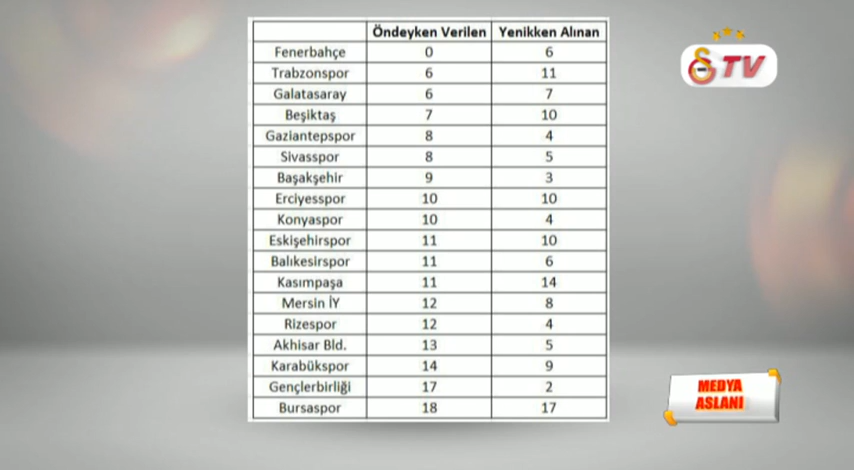 Öndeyken Verilen Yenikken Alınan
Fenerbahçe 0 6
Trabzonspor 6 11
Galatasaray 6 7
Beşiktaş 7 10
Gaziantepspor 8 4
Sivasspor 8 5
Başakşehir 9 3
Erciyesspor 10 10
Konyaspor 10 4
Eskişehirspor 11 10
Balıkesirspor 11 6
Kasımpaşa 11 14
Mersin İY 12 8
Rizespor 12 4
Akhisar Bld. 13 5
Karabükspor 14 9
Gençlerbirliği 17 2
Bursaspor 18 17
GS TV
MEDYA
ASLANI